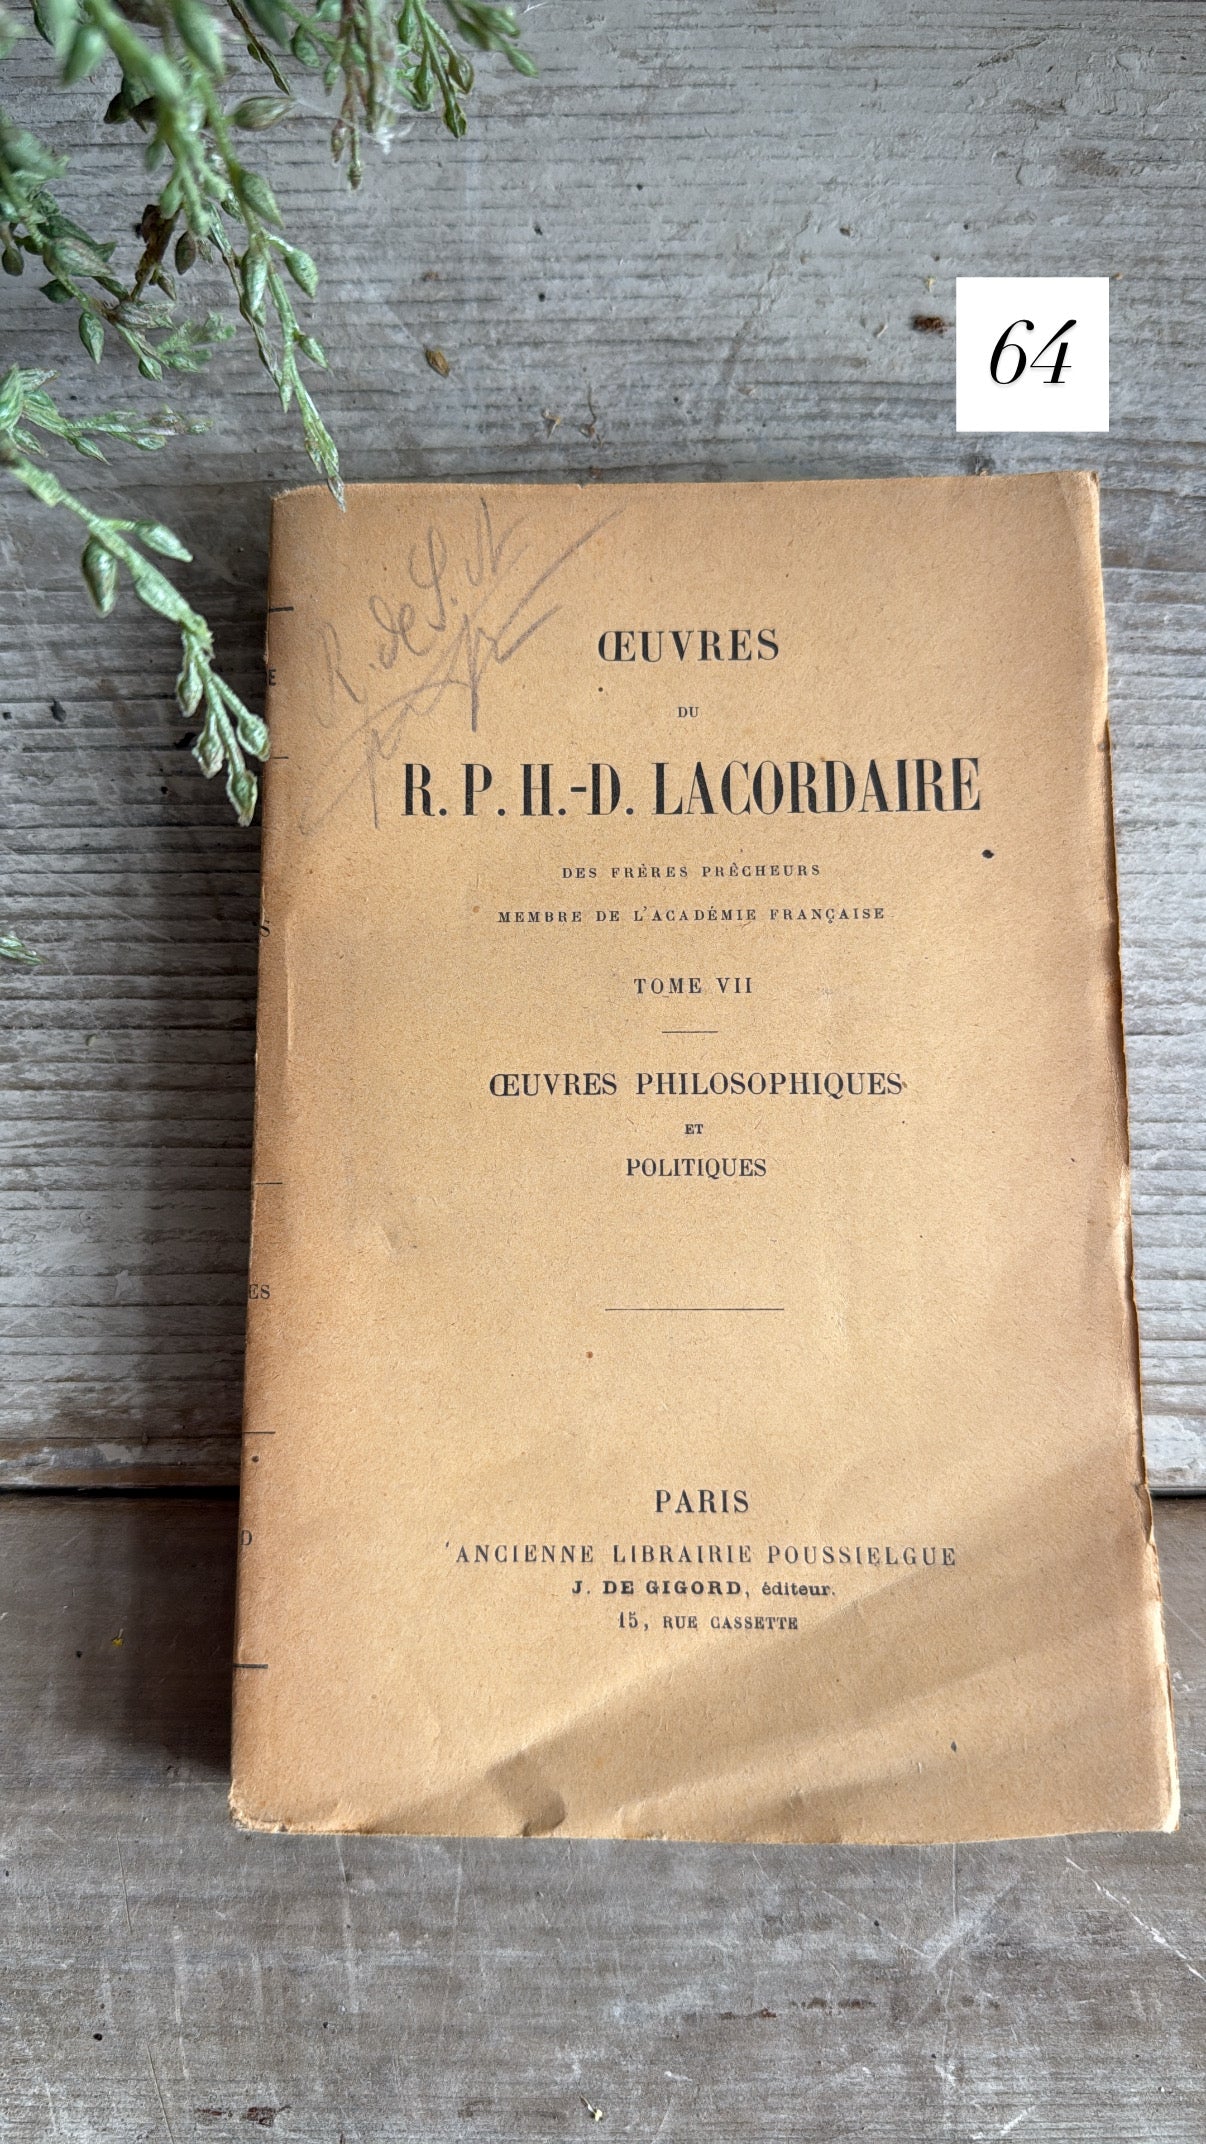 64
R. de S. N
ŒUVRES
DU
R. P. H.-D. LACORDAIRE
DES FRÈRES PRÊCHEURS
MEMBRE DE L'ACADÉMIE FRANÇAISE
TOME VII
ŒUVRES PHILOSOPHIQUES
ET
POLITIQUES
PARIS
ANCIENNE LIBRAIRIE POUSSIELGUE
J. DE GIGORD, éditeur.
15, RUE CASSETTE